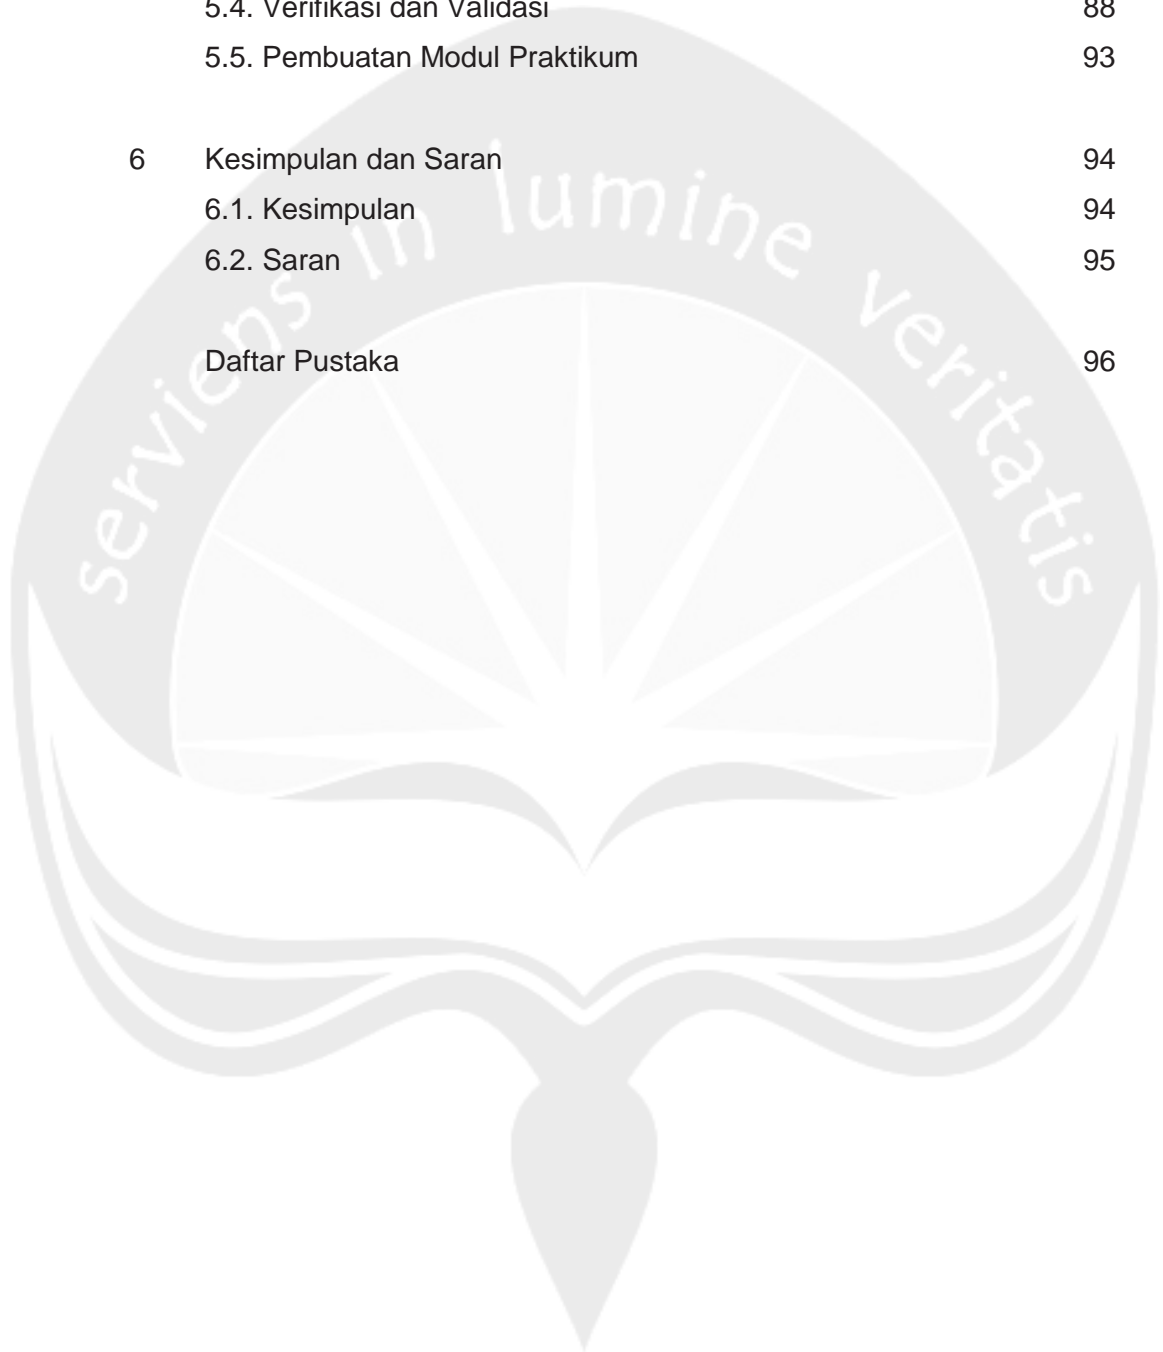 5.4. Verifikasi dan Validasi 88
5.5. Pembuatan Modul Praktikum 93
6 Kesimpulan dan Saran 94
6.1. Kesimpulan 94
6.2. Saran 95
Daftar Pustaka 96
serviens in lumine veritatis